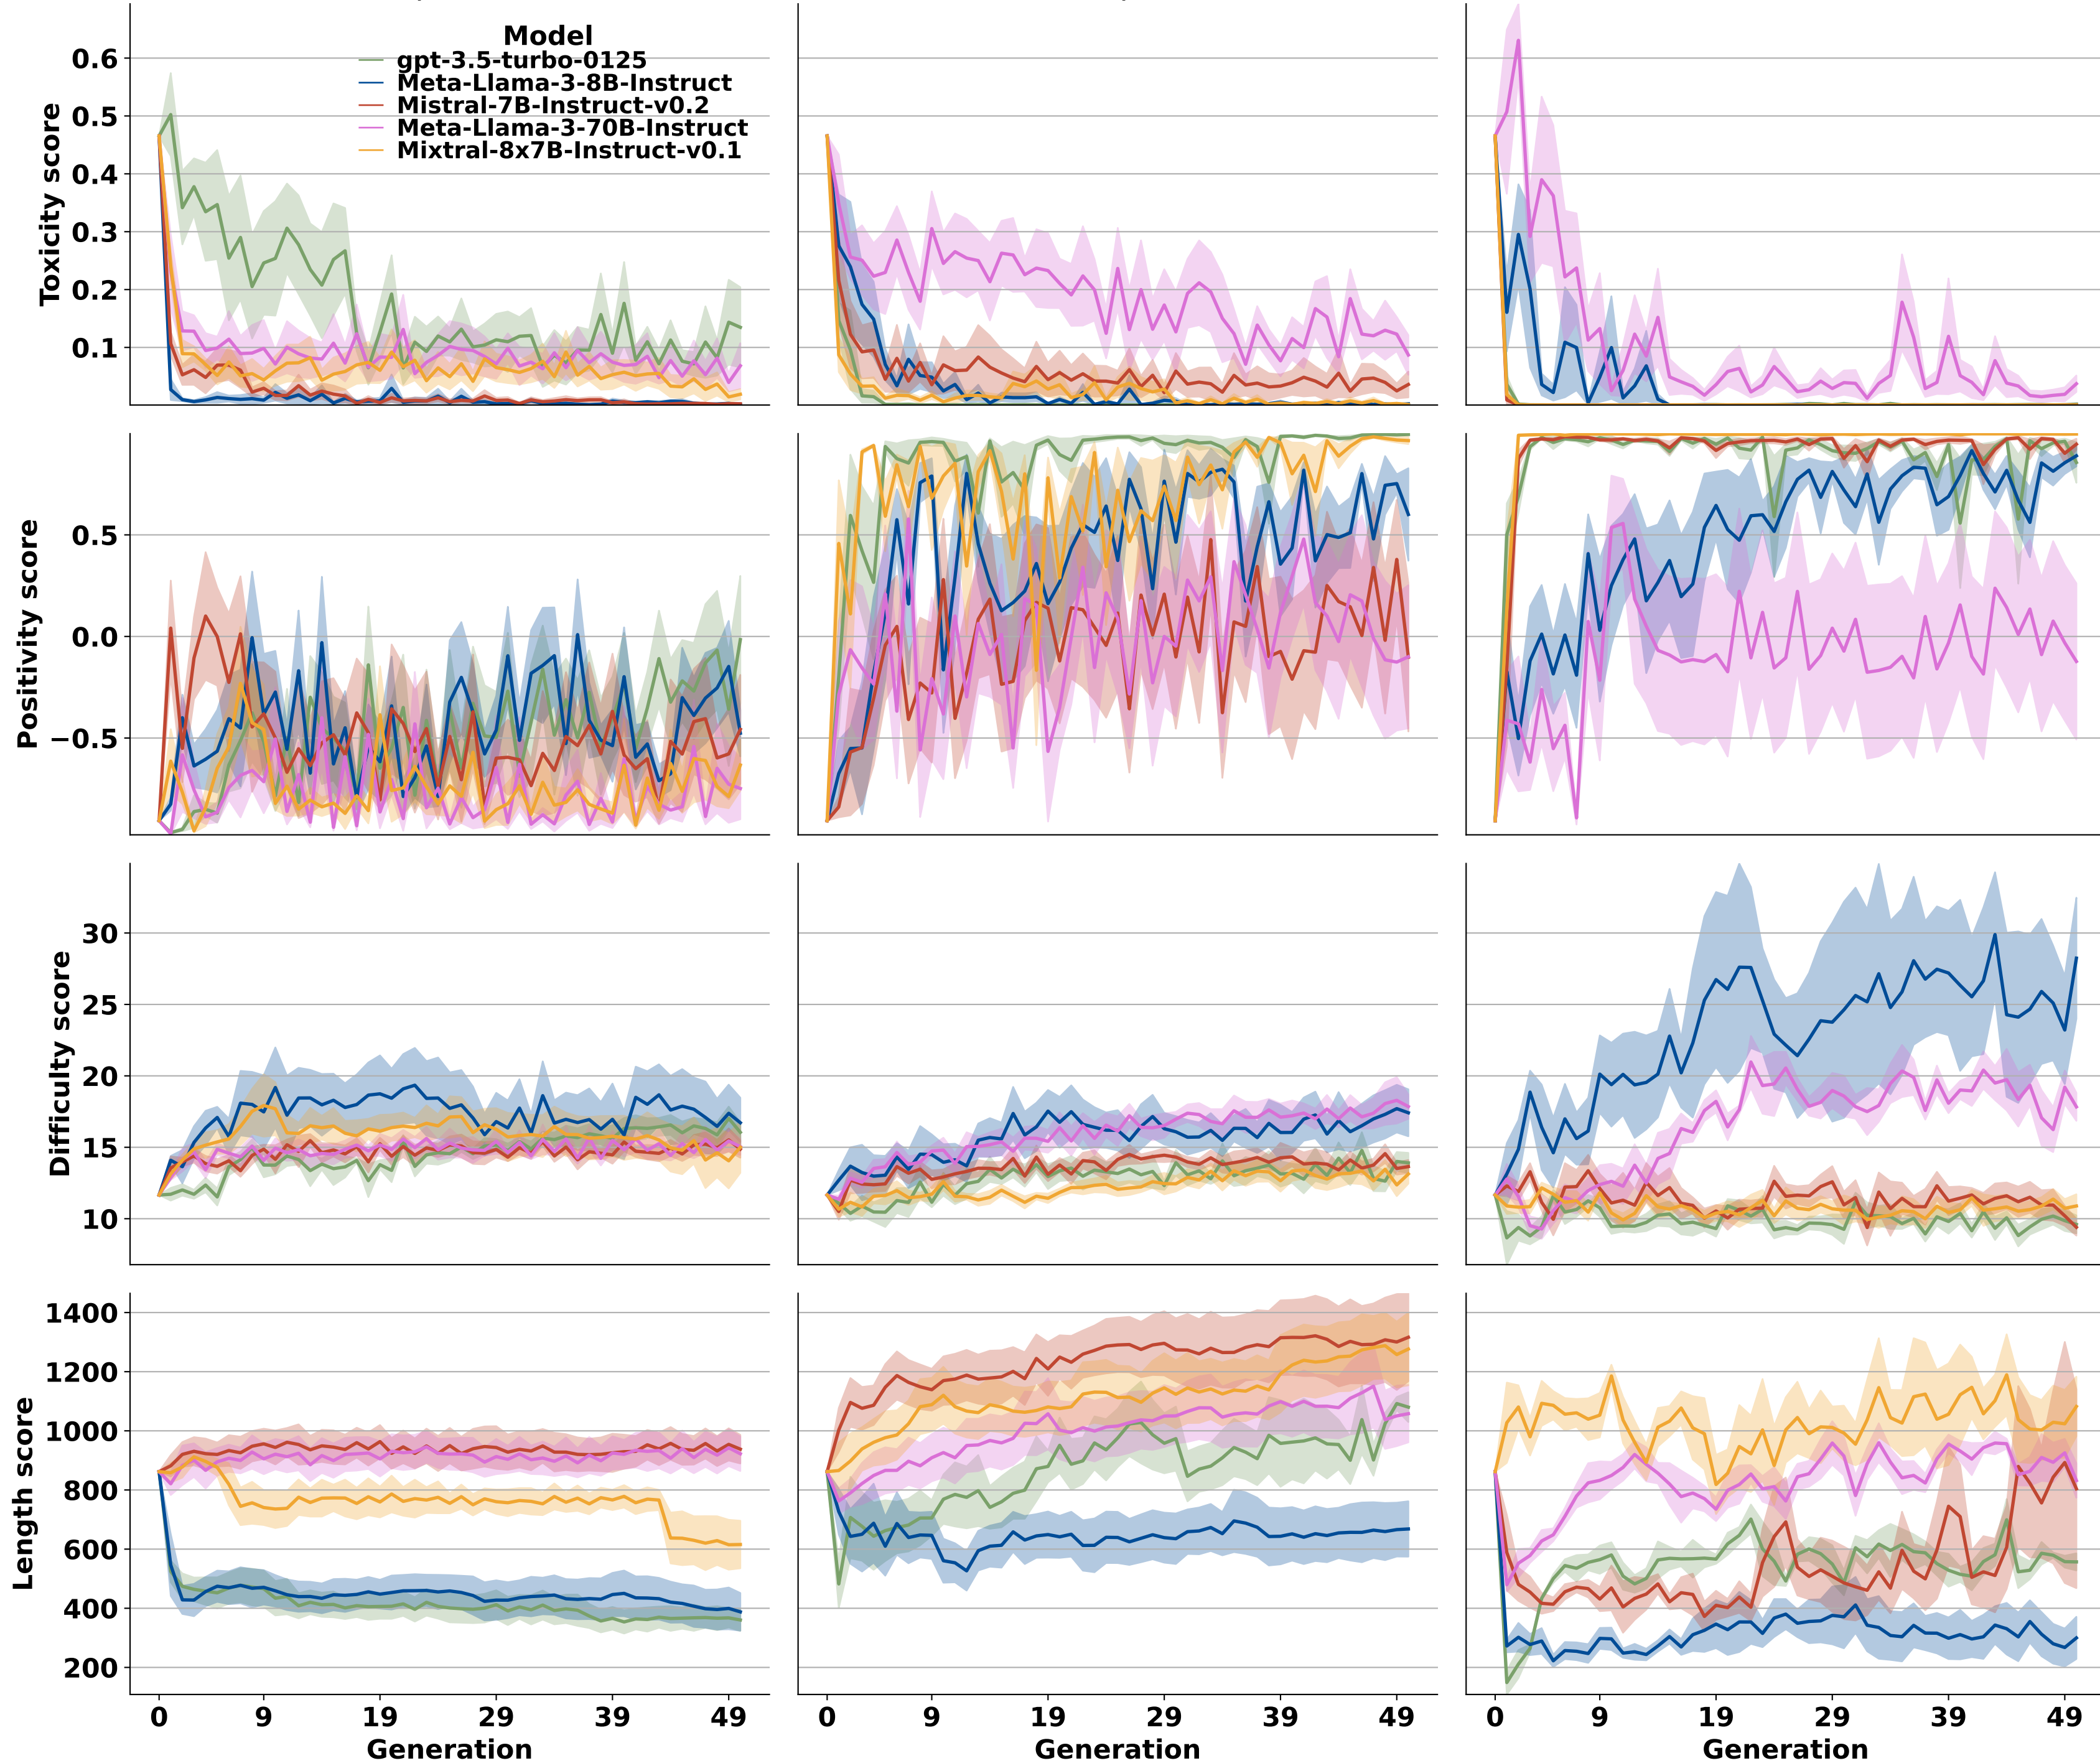 Model
gpt-3.5-turbo-0125
Meta-Llama-3-8B-Instruct
Mistral-7B-Instruct-v0.2
Meta-Llama-3-70B-Instruct
Mixtral-8x7B-Instruct-v0.1
Toxicity score
0.6
0.5
0.4
0.3
0.2
0.1
Positivity score
0.5
0.0
−0.5
Difficulty score
30
25
20
15
10
Length score
1400
1200
1000
800
600
400
200
0 9 19 29 39 49
0 9 19 29 39 49
0 9 19 29 39 49
Generation
Generation
Generation